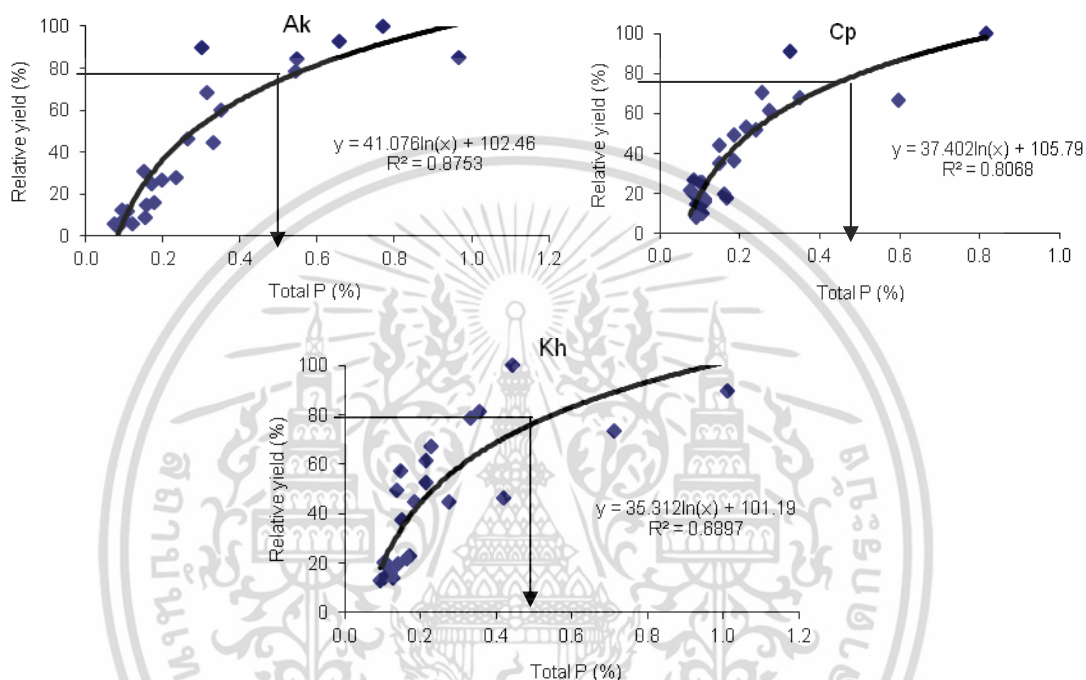 Ak
Relative yield (%)
100
80
60
40
20
0
y = 41.076ln(x) + 102.46
R² = 0.8753
0.0 0.2 0.4 0.6 0.8 1.0 1.2
Total P (%)
Cp
Relative yield (%)
100
80
60
40
20
0
y = 37.402ln(x) + 105.79
R² = 0.8068
0.0 0.2 0.4 0.6 0.8 1.0
Total P (%)
Kh
Relative yield (%)
100
80
60
40
20
0
y = 35.312ln(x) + 101.19
R² = 0.6897
0.0 0.2 0.4 0.6 0.8 1.0 1.2
Total P (%)